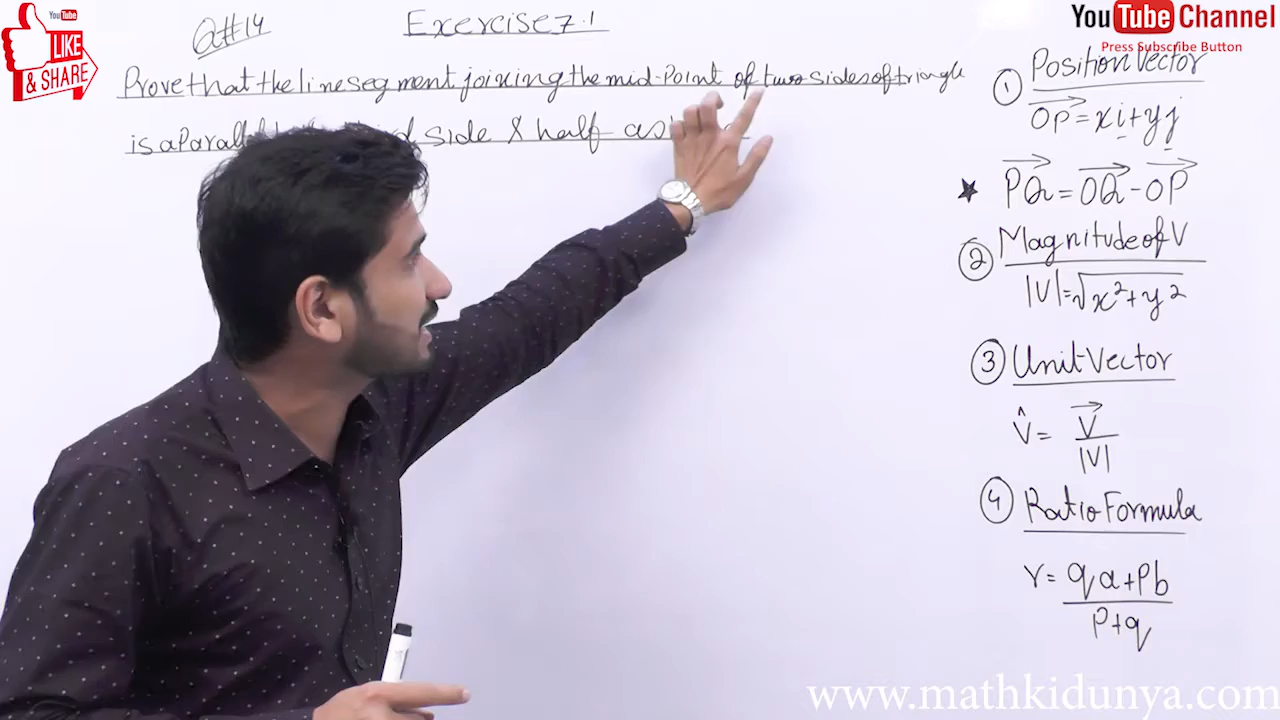 YouTube
LIKE
& SHARE
YouTube Channel
Press Subscribe Button
Q#14
Exercise 7.1
Prove that the line segment joining the mid-Point of two sides of triangle
is a Parallel side & half as
① Position Vector
OP = xi+yj
★ PQ = OQ - OP
② Magnitude of V
|V|=√x²+y²
③ Unit Vector
V̂ = V
|V|
④ Ratio Formula
r = qa+Pb
P+q
www.mathkidunya.com